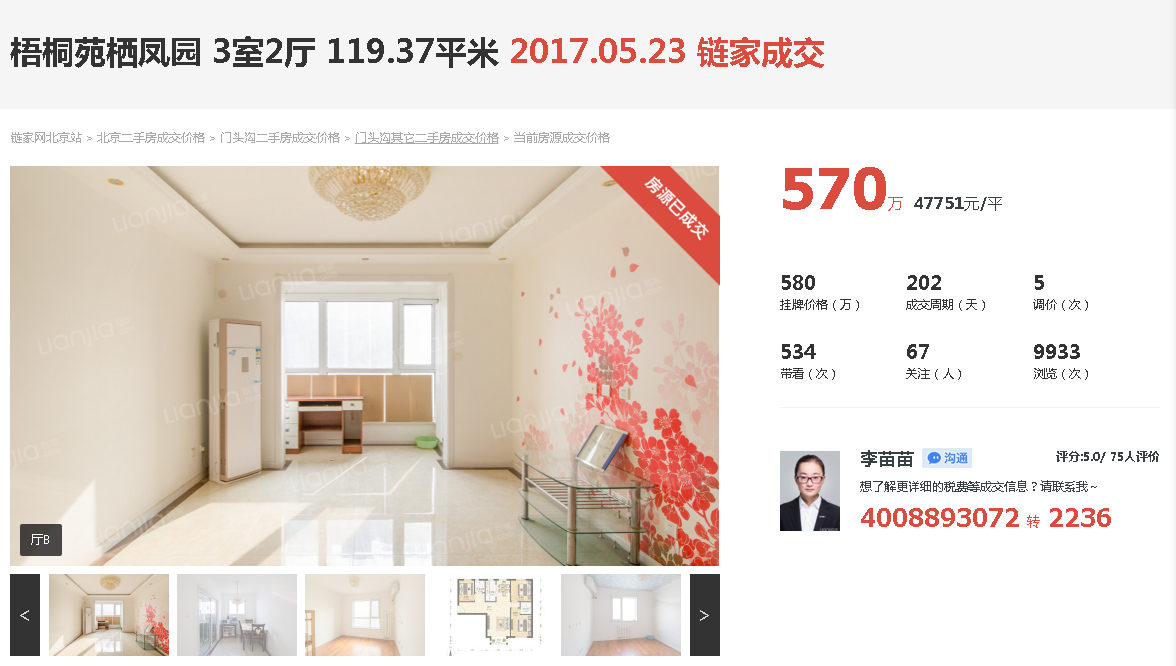 梧桐苑栖凤园 3室2厅 119.37平米 2017.05.23 链家成交
链家网北京站 > 北京二手房成交价格 > 门头沟二手房成交价格 > 门头沟其它二手房成交价格 > 当前房源成交价格
房源已成交
570万 47751元/平
580 202 5
挂牌价格（万） 成交周期（天） 调价（次）
534 67 9933
带看（次） 关注（人） 浏览（次）
李苗苗 沟通 评分:5.0/ 75人评价
想了解更详细的税费等成交信息？请联系我~
4008893072 转 2236
Lianjia
Lianjia
Lianjia
Lianjia
Lianjia
Lianjia
Lianjia
厅B
< >